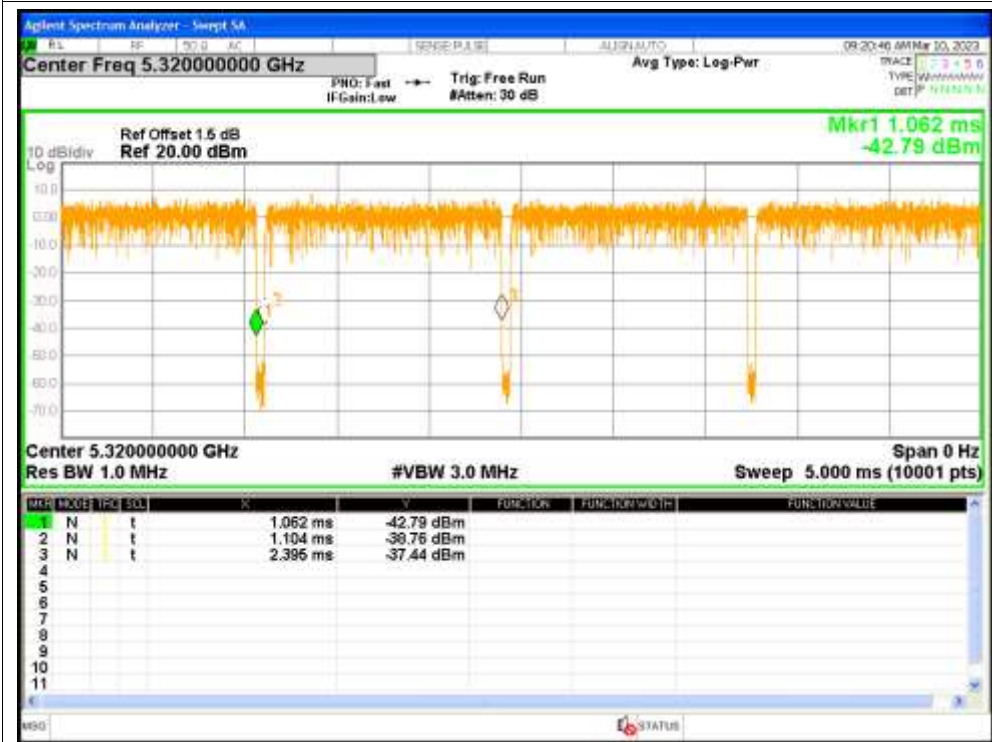 Agilent Spectrum Analyzer - Swept SA
RL RF 50 Ω AC SENSE:PULSE ALIGN AUTO 09:20:46 AM Mar 10, 2023
Center Freq 5.320000000 GHz
PNO: Fast
IFGain:Low
Trig: Free Run
#Atten: 30 dB
Avg Type: Log-Pwr
TRACE 1 2 3 4 5 6
TYPE
DET P N N N N N
Mkr1 1.062 ms
-42.79 dBm
Ref Offset 1.5 dB
10 dB/div Ref 20.00 dBm
Log
10.0
0.00
-10.0
-20.0
-30.0
-40.0
-50.0
-60.0
-70.0
Center 5.320000000 GHz Span 0 Hz
Res BW 1.0 MHz #VBW 3.0 MHz Sweep 5.000 ms (10001 pts)
MKR MODE TRC SCL X Y FUNCTION FUNCTION WIDTH FUNCTION VALUE
1 N t 1.062 ms -42.79 dBm
2 N t 1.104 ms -38.76 dBm
3 N t 2.395 ms -37.44 dBm
4
5
6
7
8
9
10
11
MSG STATUS